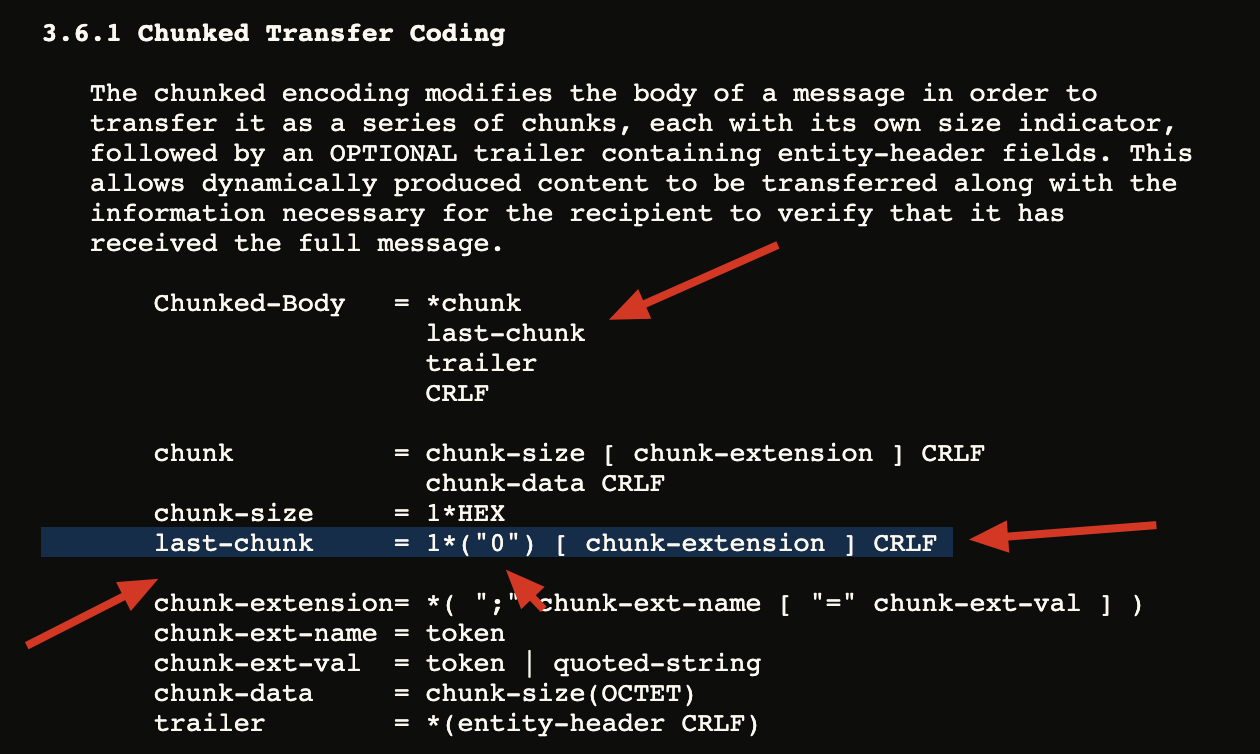 3.6.1 Chunked Transfer Coding
The chunked encoding modifies the body of a message in order to
transfer it as a series of chunks, each with its own size indicator,
followed by an OPTIONAL trailer containing entity-header fields. This
allows dynamically produced content to be transferred along with the
information necessary for the recipient to verify that it has
received the full message.
Chunked-Body = *chunk
last-chunk
trailer
CRLF
chunk = chunk-size [ chunk-extension ] CRLF
chunk-data CRLF
chunk-size = 1*HEX
last-chunk = 1*("0") [ chunk-extension ] CRLF
chunk-extension= *( ";" chunk-ext-name [ "=" chunk-ext-val ] )
chunk-ext-name = token
chunk-ext-val = token | quoted-string
chunk-data = chunk-size(OCTET)
trailer = *(entity-header CRLF)